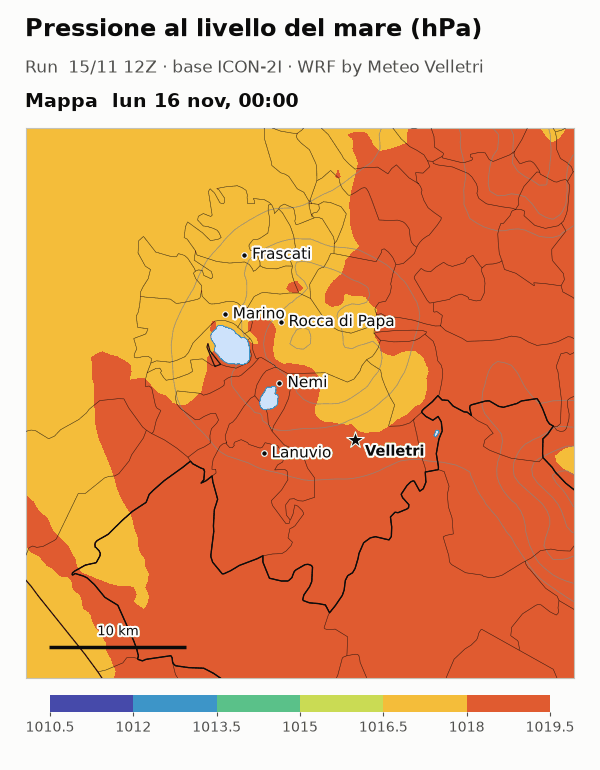 Pressione al livello del mare (hPa)
Run  15/11 12Z · base ICON-2I · WRF by Meteo Velletri
Mappa  lun 16 nov, 00:00
Frascati
Marino
Rocca di Papa
Nemi
Velletri
Lanuvio
10 km
1010.5 1012 1013.5 1015 1016.5 1018 1019.5